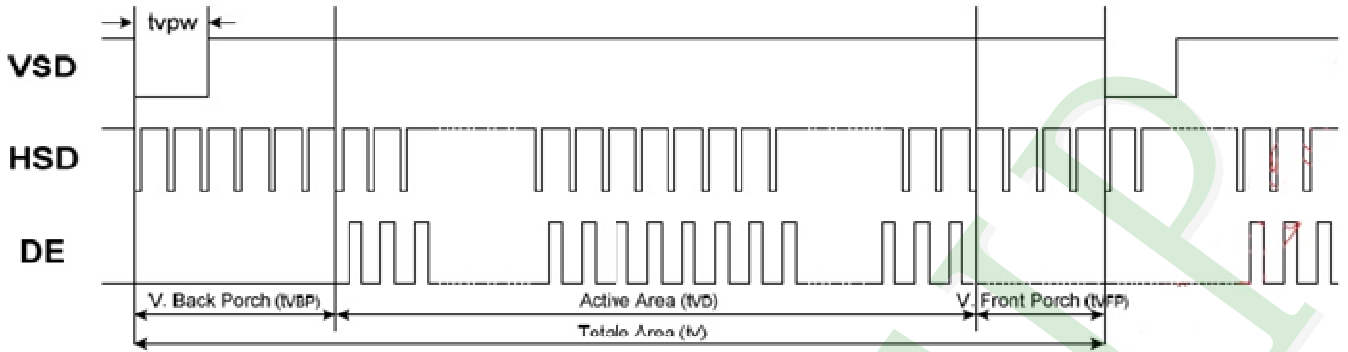 tvpw
VSD
HSD
DE
V. Back Porch (tVBP)
Active Area (tVD)
V. Front Porch (tVFP)
Totale Area (tV)